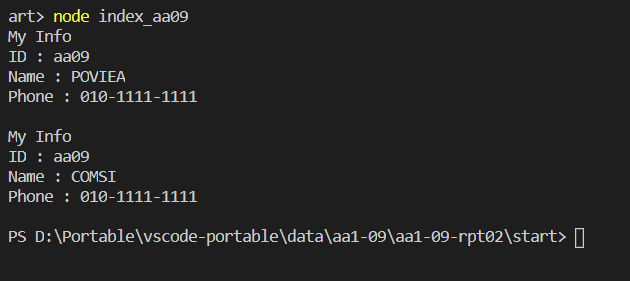 art> node index_aa09
My Info
ID : aa09
Name : POVIEA
Phone : 010-1111-1111
My Info
ID : aa09
Name : COMSI
Phone : 010-1111-1111
PS D:\Portable\vscode-portable\data\aa1-09\aa1-09-rpt02\start>